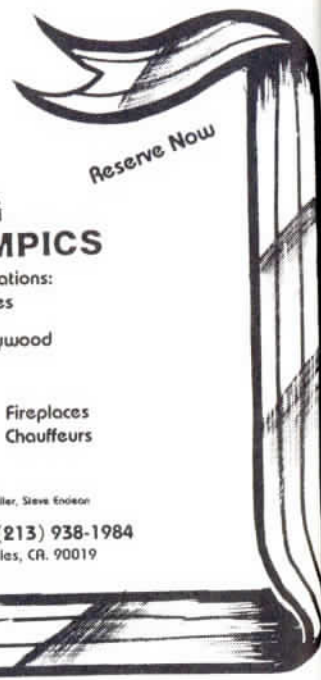 Reserve Now
MPICS
ations:
es
ywood
Fireplaces
Chauffeurs
ller, Steve Endean
(213) 938-1984
les, CA. 90019